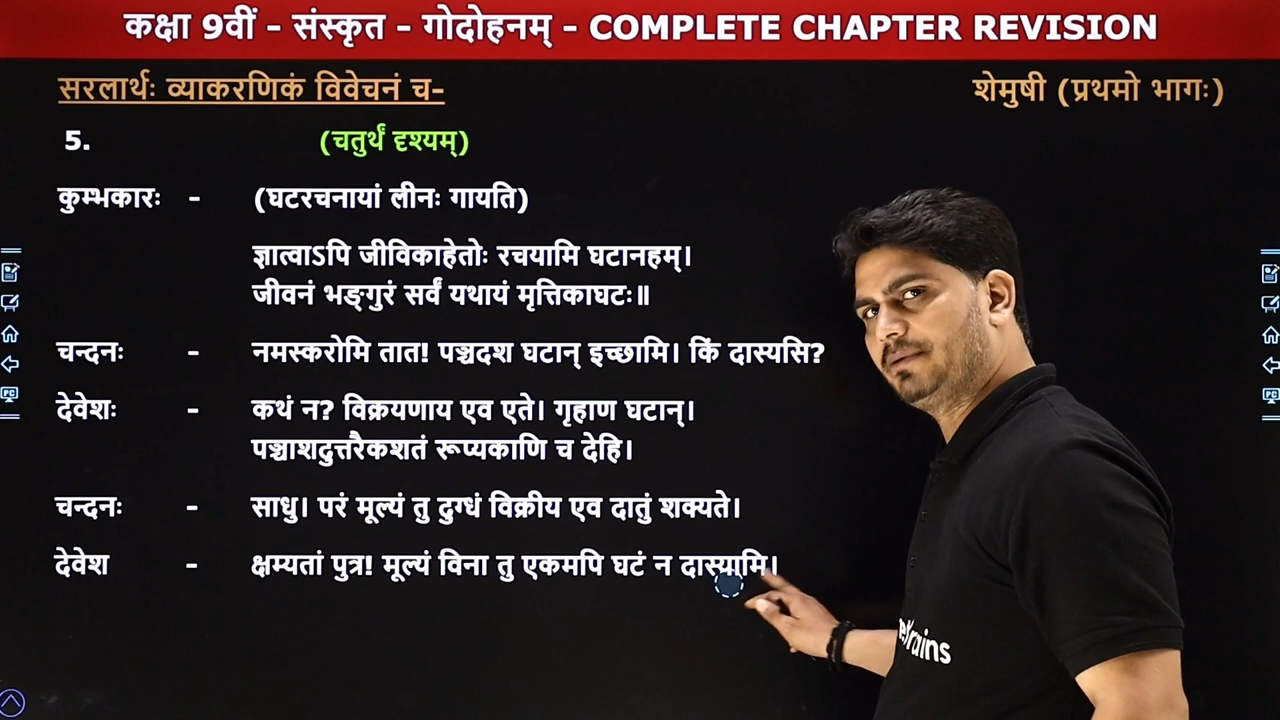 कक्षा 9वीं - संस्कृत - गोदोहनम् - COMPLETE CHAPTER REVISION
सरलार्थः व्याकरणिकं विवेचनं च-
शेमुषी (प्रथमो भागः)
5. (चतुर्थं दृश्यम्)
कुम्भकारः - (घटरचनायां लीनः गायति)
ज्ञात्वाऽपि जीविकाहेतोः रचयामि घटानहम्।
जीवनं भङ्गुरं सर्वं यथायं मृत्तिकाघटः॥
चन्दनः - नमस्करोमि तात! पञ्चदश घटान् इच्छामि। किं दास्यसि?
देवेशः - कथं न? विक्रयणाय एव एते। गृहाण घटान्।
पञ्चाशदुत्तरैकशतं रूप्यकाणि च देहि।
चन्दनः - साधु। परं मूल्यं तु दुग्धं विक्रीय एव दातुं शक्यते।
देवेश - क्षम्यतां पुत्र! मूल्यं विना तु एकमपि घटं न दास्यामि।